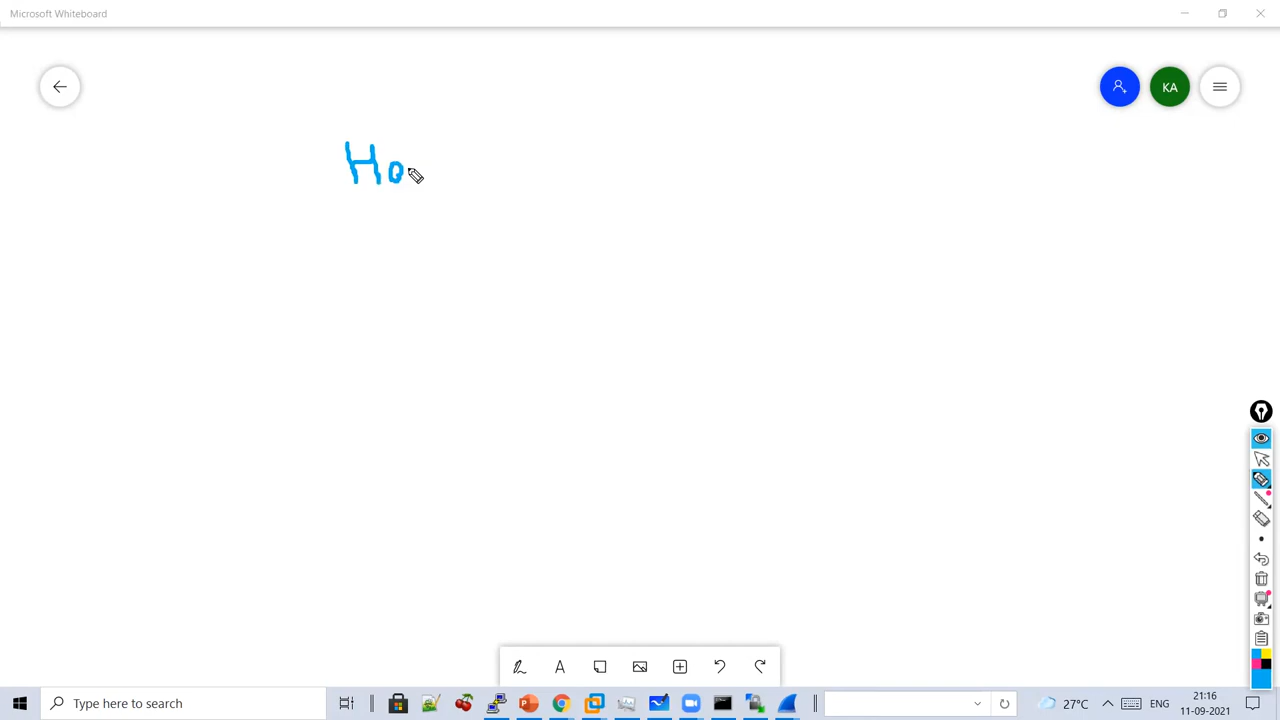 Microsoft Whiteboard
KA
Ho
Type here to search
27°C
ENG
21:16
11-09-2021